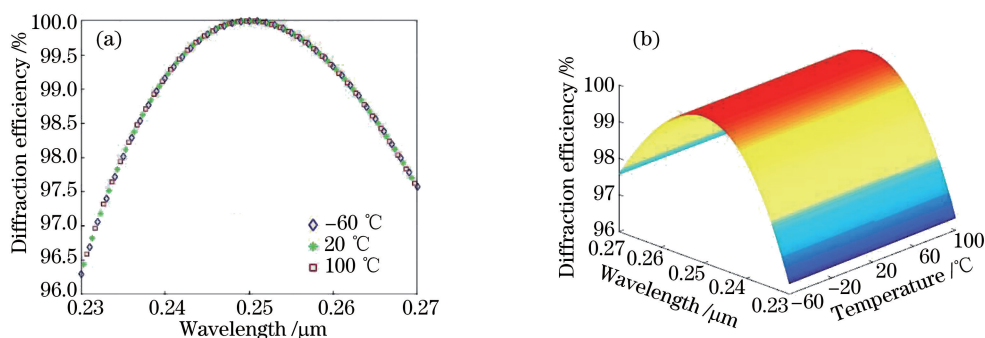 (a)
Diffraction efficiency /%
100.0
99.5
99.0
98.5
98.0
97.5
97.0
96.5
96.0
−60 ℃
20 ℃
100 ℃
0.23 0.24 0.25 0.26 0.27
Wavelength /μm
(b)
Diffraction efficiency /%
100
99
98
97
96
0.27 0.26 0.25 0.24 0.23
Wavelength /μm
−60 −20 20 60 100
Temperature /℃